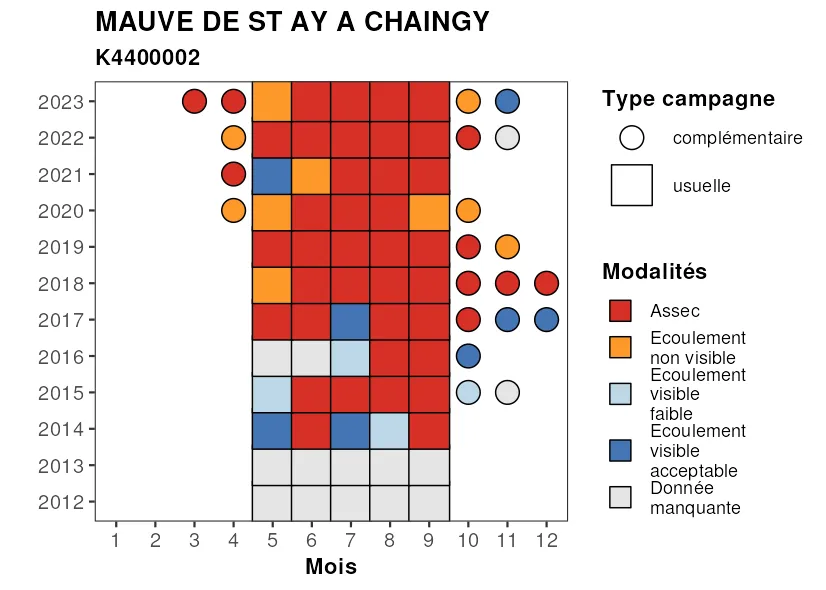 MAUVE DE ST AY A CHAINGY
K4400002
2023
2022
2021
2020
2019
2018
2017
2016
2015
2014
2013
2012
1 2 3 4 5 6 7 8 9 10 11 12
Mois
Type campagne
complémentaire
usuelle
Modalités
Assec
Ecoulement
non visible
Ecoulement
visible
faible
Ecoulement
visible
acceptable
Donnée
manquante